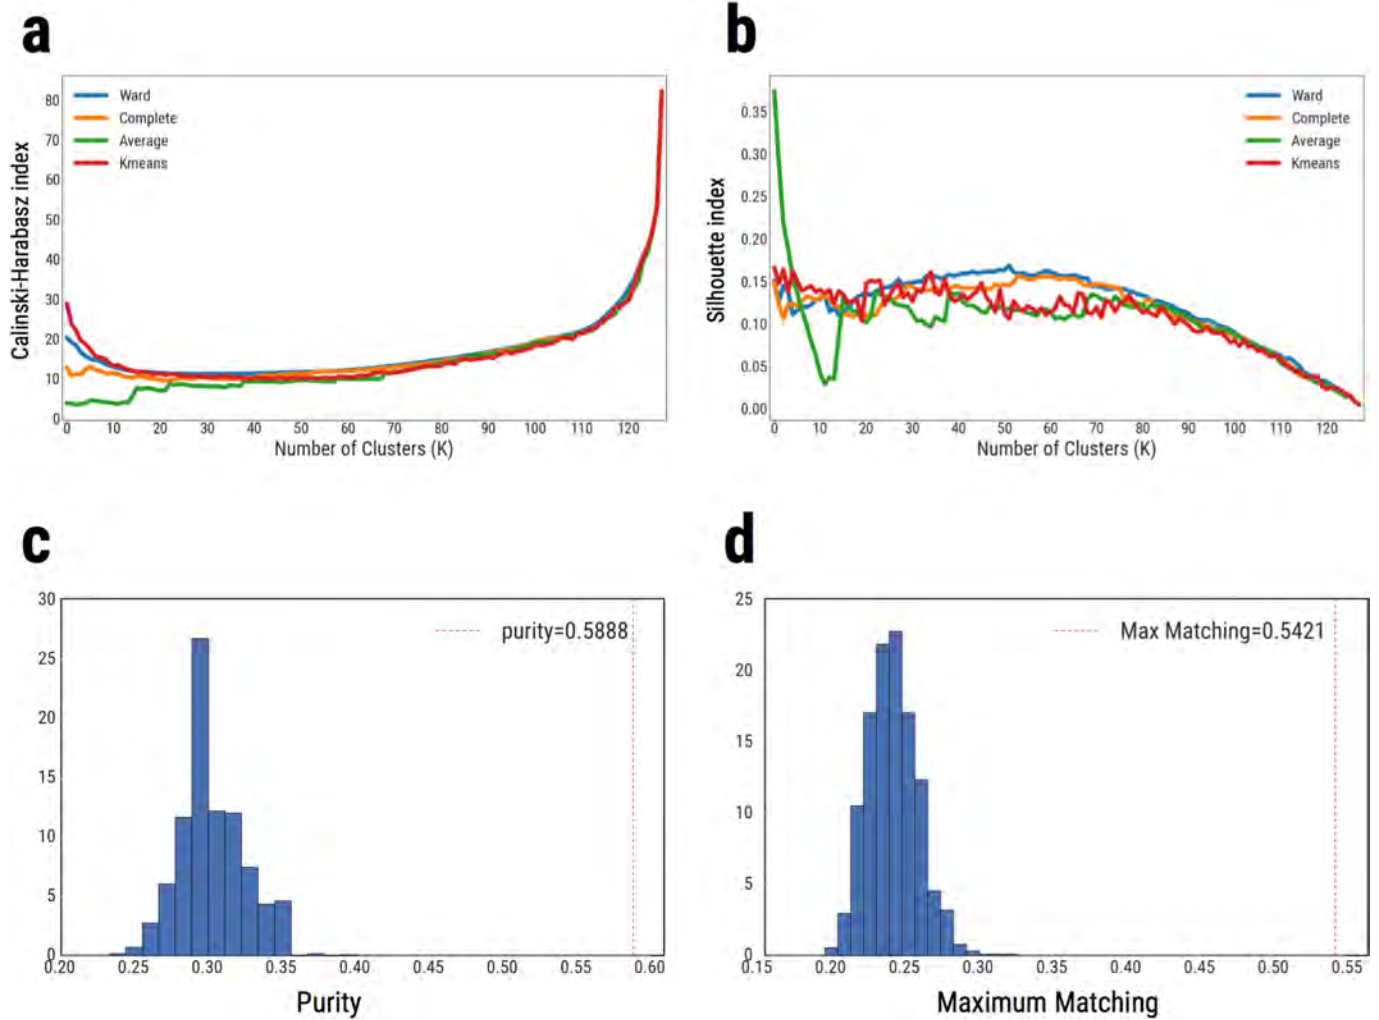 a
b
Ward
Complete
Average
Kmeans
Calinski-Harabasz index
80
70
60
50
40
30
20
10
0
0 10 20 30 40 50 60 70 80 90 100 110 120
Number of Clusters (K)
Ward
Complete
Average
Kmeans
Silhouette index
0.35
0.30
0.25
0.20
0.15
0.10
0.05
0.00
0 10 20 30 40 50 60 70 80 90 100 110 120
Number of Clusters (K)
c
d
30
25
20
15
10
5
0
purity=0.5888
0.20 0.25 0.30 0.35 0.40 0.45 0.50 0.55 0.60
Purity
25
20
15
10
5
0
Max Matching=0.5421
0.15 0.20 0.25 0.30 0.35 0.40 0.45 0.50 0.55
Maximum Matching